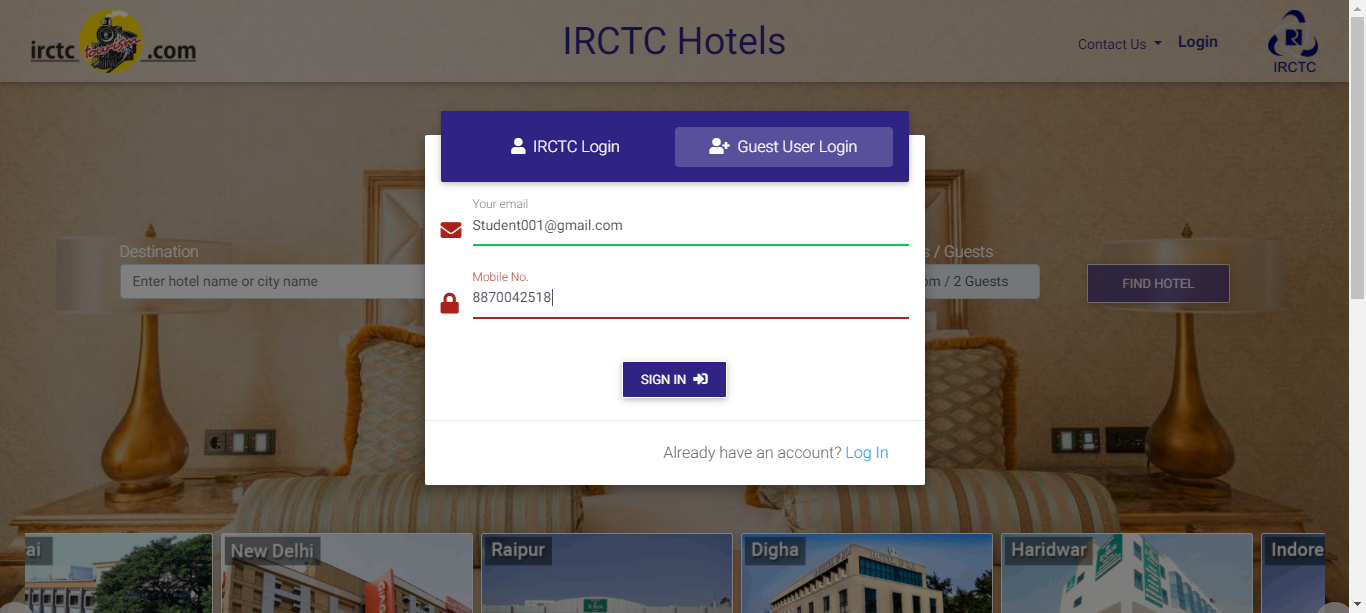 irctc tourism .com
IRCTC Hotels
Contact Us
Login
IRCTC
IRCTC Login
Guest User Login
Your email
Student001@gmail.com
Mobile No.
8870042518
Destination
Enter hotel name or city name
s / Guests
om / 2 Guests
FIND HOTEL
SIGN IN
Already have an account? Log In
ai
New Delhi
Raipur
Digha
Haridwar
Indore